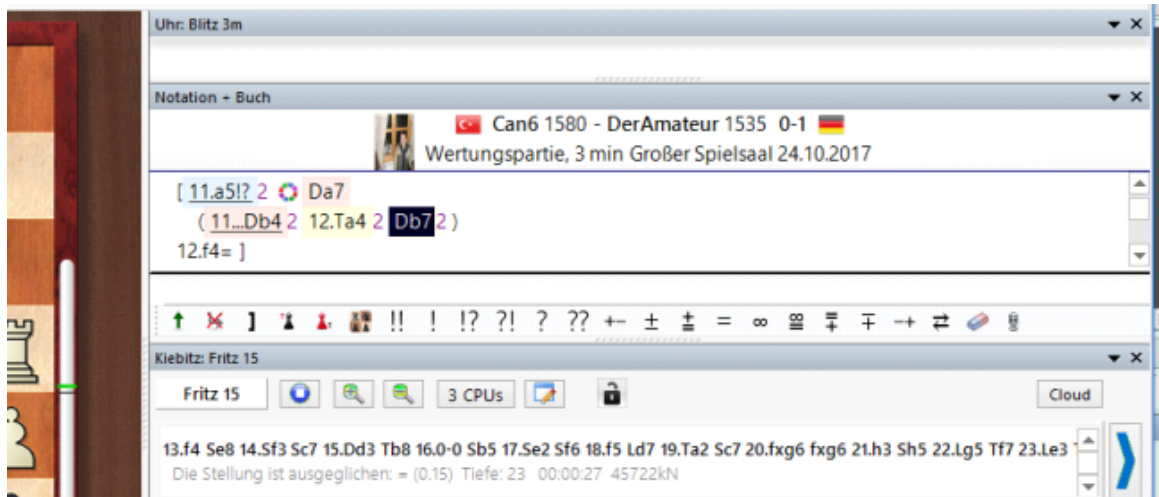 Uhr: Blitz 3m
Notation + Buch
Can6 1580 - DerAmateur 1535 0-1
Wertungspartie, 3 min Großer Spielsaal 24.10.2017
[ 11.a5!? 2 Da7
( 11...Db4 2 12.Ta4 2 Db7 2 )
12.f4= ]
] !! ! !? ?! ? ?? +− ± ⩲ = ∞ ⯹ ⩱ ∓ −+ ⇄
Kiebitz: Fritz 15
Fritz 15 3 CPUs Cloud
13.f4 Se8 14.Sf3 Sc7 15.Dd3 Tb8 16.0-0 Sb5 17.Se2 Sf6 18.f5 Ld7 19.Ta2 Sc7 20.fxg6 fxg6 21.h3 Sh5 22.Lg5 Tf7 23.Le3
Die Stellung ist ausgeglichen: = (0.15) Tiefe: 23 00:00:27 45722kN